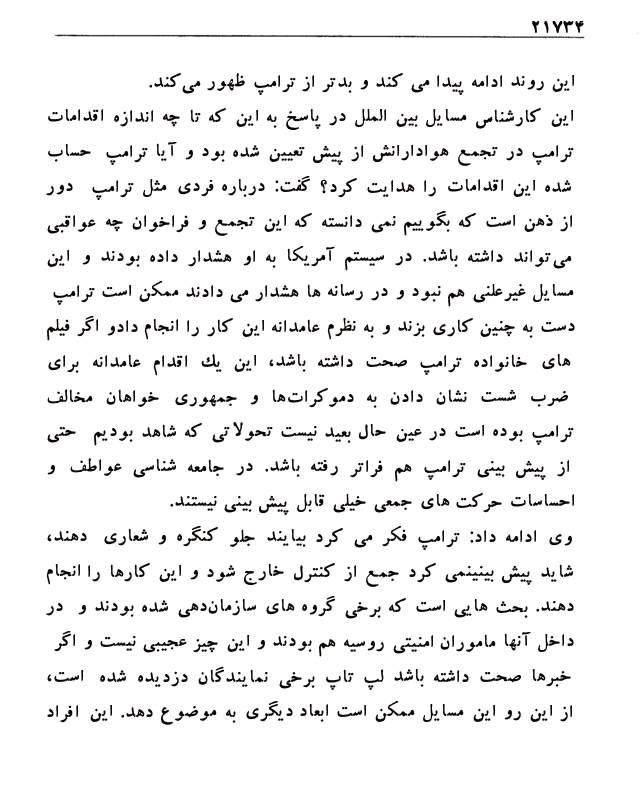 ۲۱۷۳۴
این روند ادامه پیدا می کند و بدتر از ترامپ ظهور می‌کند.
این کارشناس مسایل بین الملل در پاسخ به این که تا چه اندازه اقدامات
ترامپ در تجمع هوادارانش از پیش تعیین شده بود و آیا ترامپ حساب
شده این اقدامات را هدایت کرد؟ گفت: درباره فردی مثل ترامپ دور
از ذهن است که بگوییم نمی دانسته که این تجمع و فراخوان چه عواقبی
می‌تواند داشته باشد. در سیستم آمریکا به او هشدار داده بودند و این
مسایل غیرعلنی هم نبود و در رسانه ها هشدار می دادند ممکن است ترامپ
دست به چنین کاری بزند و به نظرم عامدانه این کار را انجام دادو اگر فیلم
های خانواده ترامپ صحت داشته باشد، این یك اقدام عامدانه برای
ضرب شست نشان دادن به دموکرات‌ها و جمهوری خواهان مخالف
ترامپ بوده است در عین حال بعید نیست تحولاتی که شاهد بودیم حتی
از پیش بینی ترامپ هم فراتر رفته باشد. در جامعه شناسی عواطف و
احساسات حرکت های جمعی خیلی قابل پیش بینی نیستند.
وی ادامه داد: ترامپ فکر می کرد بیایند جلو کنگره و شعاری دهند،
شاید پیش بینینمی کرد جمع از کنترل خارج شود و این کارها را انجام
دهند. بحث هایی است که برخی گروه های سازمان‌دهی شده بودند و در
داخل آنها ماموران امنیتی روسیه هم بودند و این چیز عجیبی نیست و اگر
خبرها صحت داشته باشد لپ تاپ برخی نمایندگان دزدیده شده است،
از این رو این مسایل ممکن است ابعاد دیگری به موضوع دهد. این افراد